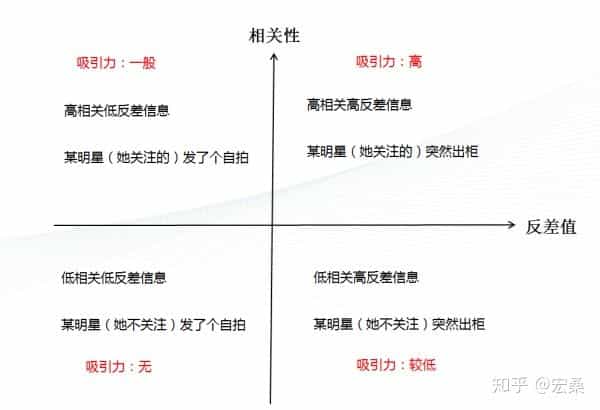 相关性
吸引力：一般
吸引力：高
高相关低反差信息
高相关高反差信息
某明星（她关注的）发了个自拍
某明星（她关注的）突然出柜
反差值
低相关低反差信息
低相关高反差信息
某明星（她不关注）发了个自拍
某明星（她不关注）突然出柜
吸引力：无
吸引力：较低
知乎 @宏桑